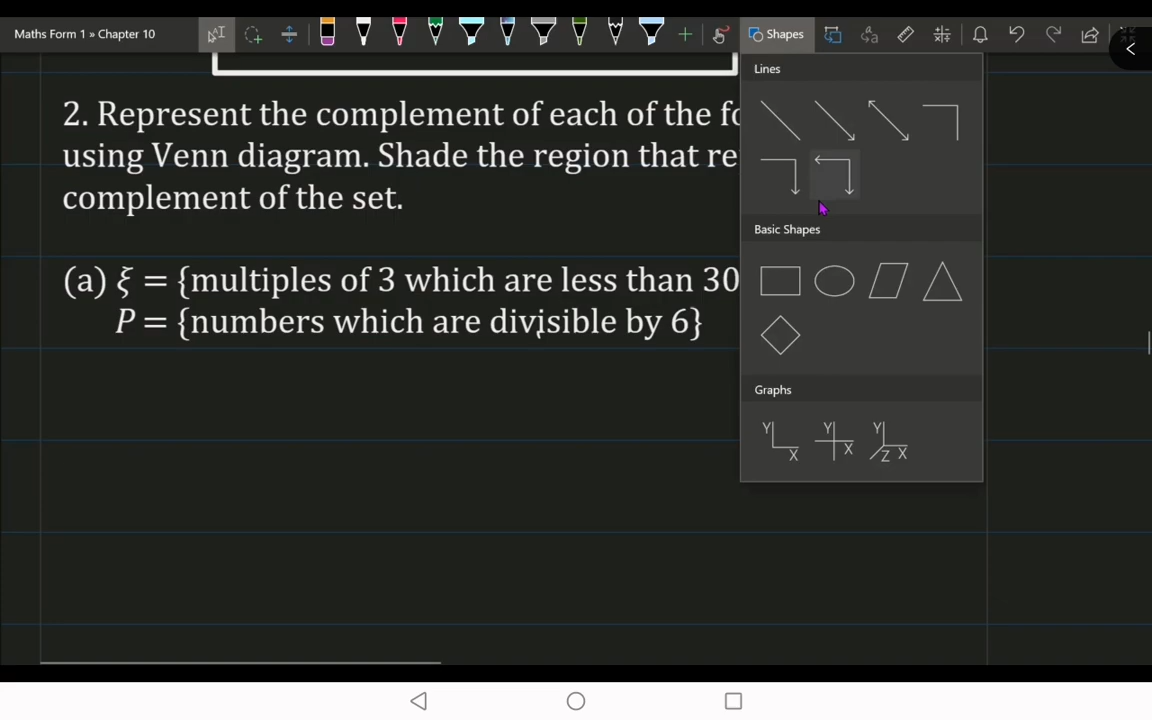 Maths Form 1 » Chapter 10
Shapes
Lines
2. Represent the complement of each of the fo
using Venn diagram. Shade the region that re
complement of the set.
Basic Shapes
(a) ξ = {multiples of 3 which are less than 30
P = {numbers which are divisible by 6}
Graphs
Y X
Y X
Y Z X